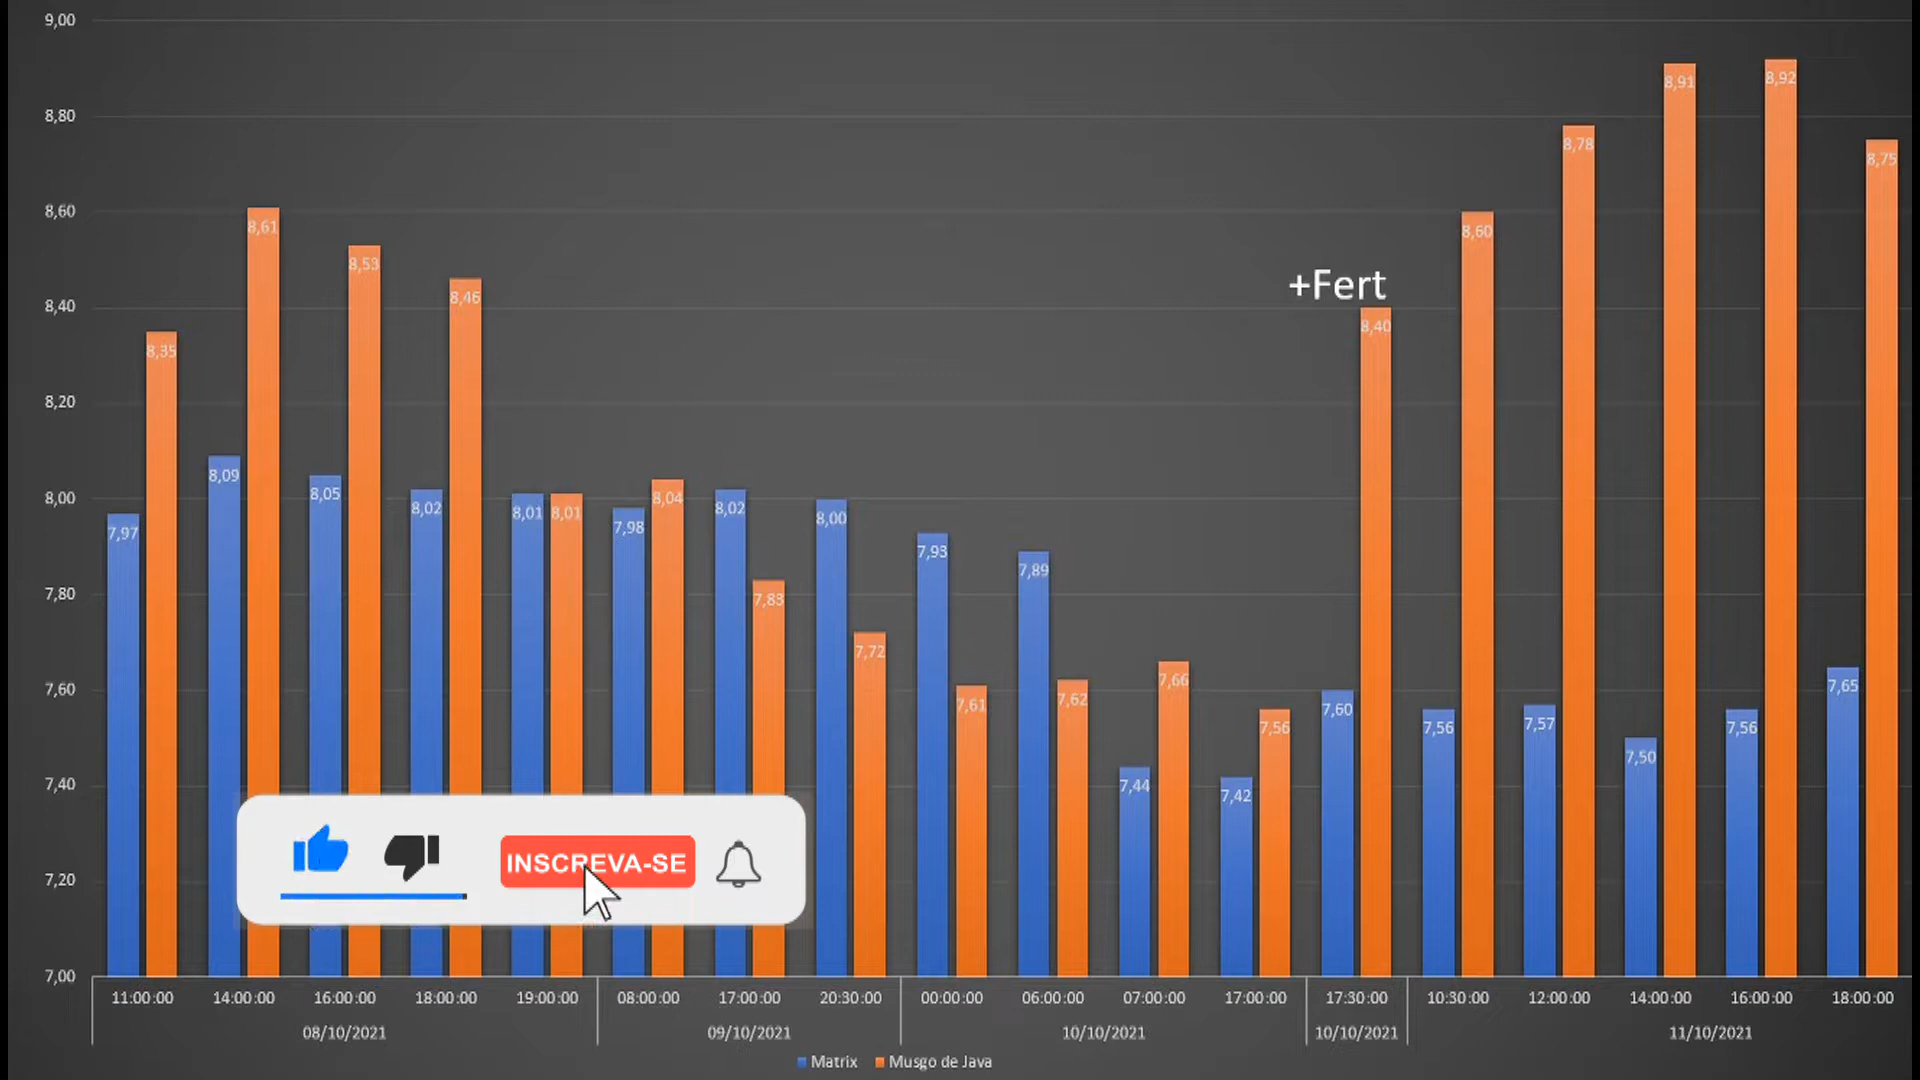 9,00
8,80
8,60
8,40
8,20
8,00
7,80
7,60
7,40
7,20
7,00
7,97 8,35 8,09 8,61 8,05 8,53 8,02 8,46 8,01 8,01 7,98 8,04 8,02 7,83 8,00 7,72 7,93 7,61 7,89 7,62 7,44 7,66 7,42 7,56 7,60 8,40 7,56 8,60 7,57 8,78 7,50 8,91 7,56 8,92 7,65 8,75
+Fert
INSCREVA-SE
11:00:00 14:00:00 16:00:00 18:00:00 19:00:00 08:00:00 17:00:00 20:30:00 00:00:00 06:00:00 07:00:00 17:00:00 17:30:00 10:30:00 12:00:00 14:00:00 16:00:00 18:00:00
08/10/2021 09/10/2021 10/10/2021 10/10/2021 11/10/2021
Matrix Musgo de Java